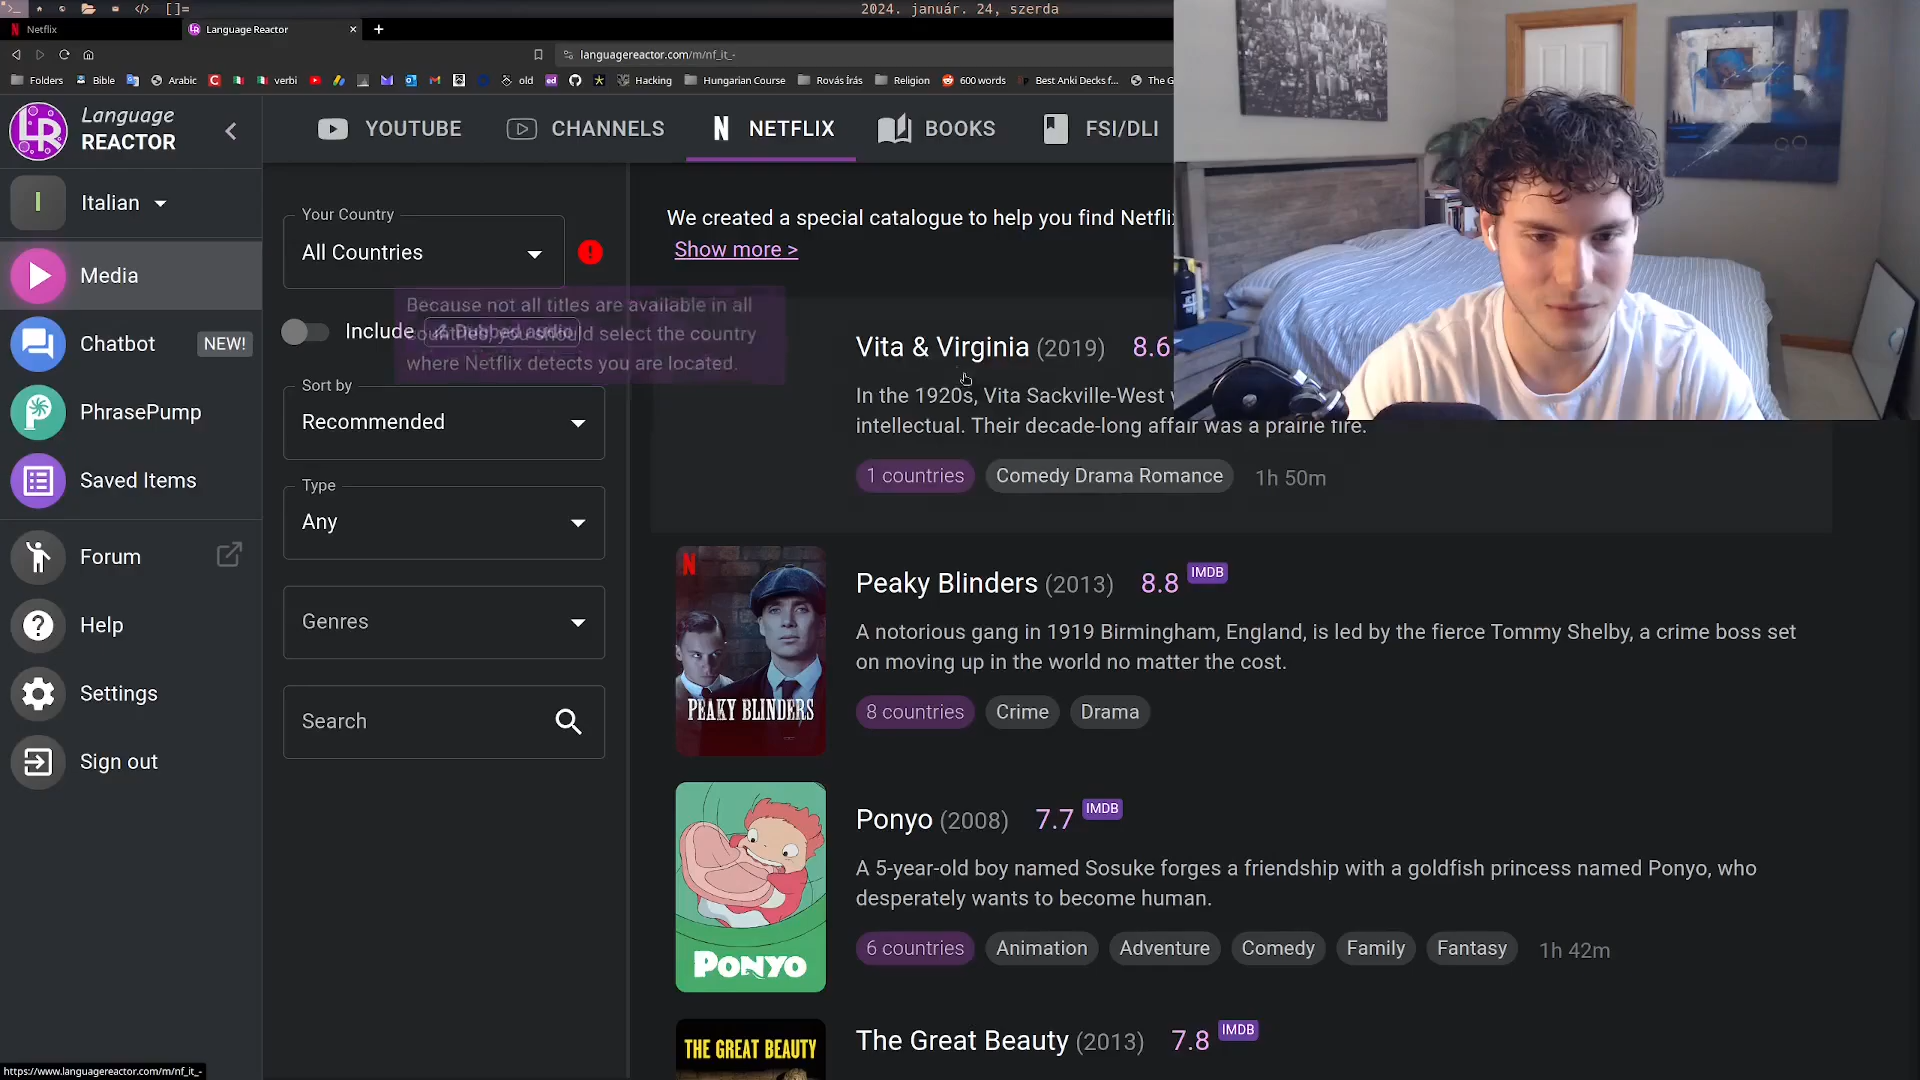 2024. január. 24, szerda
Netflix
Language Reactor
languagereactor.com/m/nf_it_-
Folders
Bible
Arabic
verbi
old
Hacking
Hungarian Course
Rovás Írás
Religion
600 words
Best Anki Decks f...
The G
Language
REACTOR
YOUTUBE
CHANNELS
NETFLIX
BOOKS
FSI/DLI
Italian
Media
Chatbot
NEW!
PhrasePump
Saved Items
Forum
Help
Settings
Sign out
Your Country
All Countries
Because not all titles are available in all
countries, you should select the country
where Netflix detects you are located.
Include
Dubbed audio
Sort by
Recommended
Type
Any
Genres
Search
We created a special catalogue to help you find Netfli
Show more >
Vita & Virginia (2019) 8.6
In the 1920s, Vita Sackville-West
intellectual. Their decade-long affair was a prairie fire.
1 countries
Comedy Drama Romance
1h 50m
PEAKY BLINDERS
Peaky Blinders (2013) 8.8 IMDB
A notorious gang in 1919 Birmingham, England, is led by the fierce Tommy Shelby, a crime boss set
on moving up in the world no matter the cost.
8 countries
Crime
Drama
PONYO
Ponyo (2008) 7.7 IMDB
A 5-year-old boy named Sosuke forges a friendship with a goldfish princess named Ponyo, who
desperately wants to become human.
6 countries
Animation
Adventure
Comedy
Family
Fantasy
1h 42m
THE GREAT BEAUTY
The Great Beauty (2013) 7.8 IMDB
https://www.languagereactor.com/m/nf_it_-